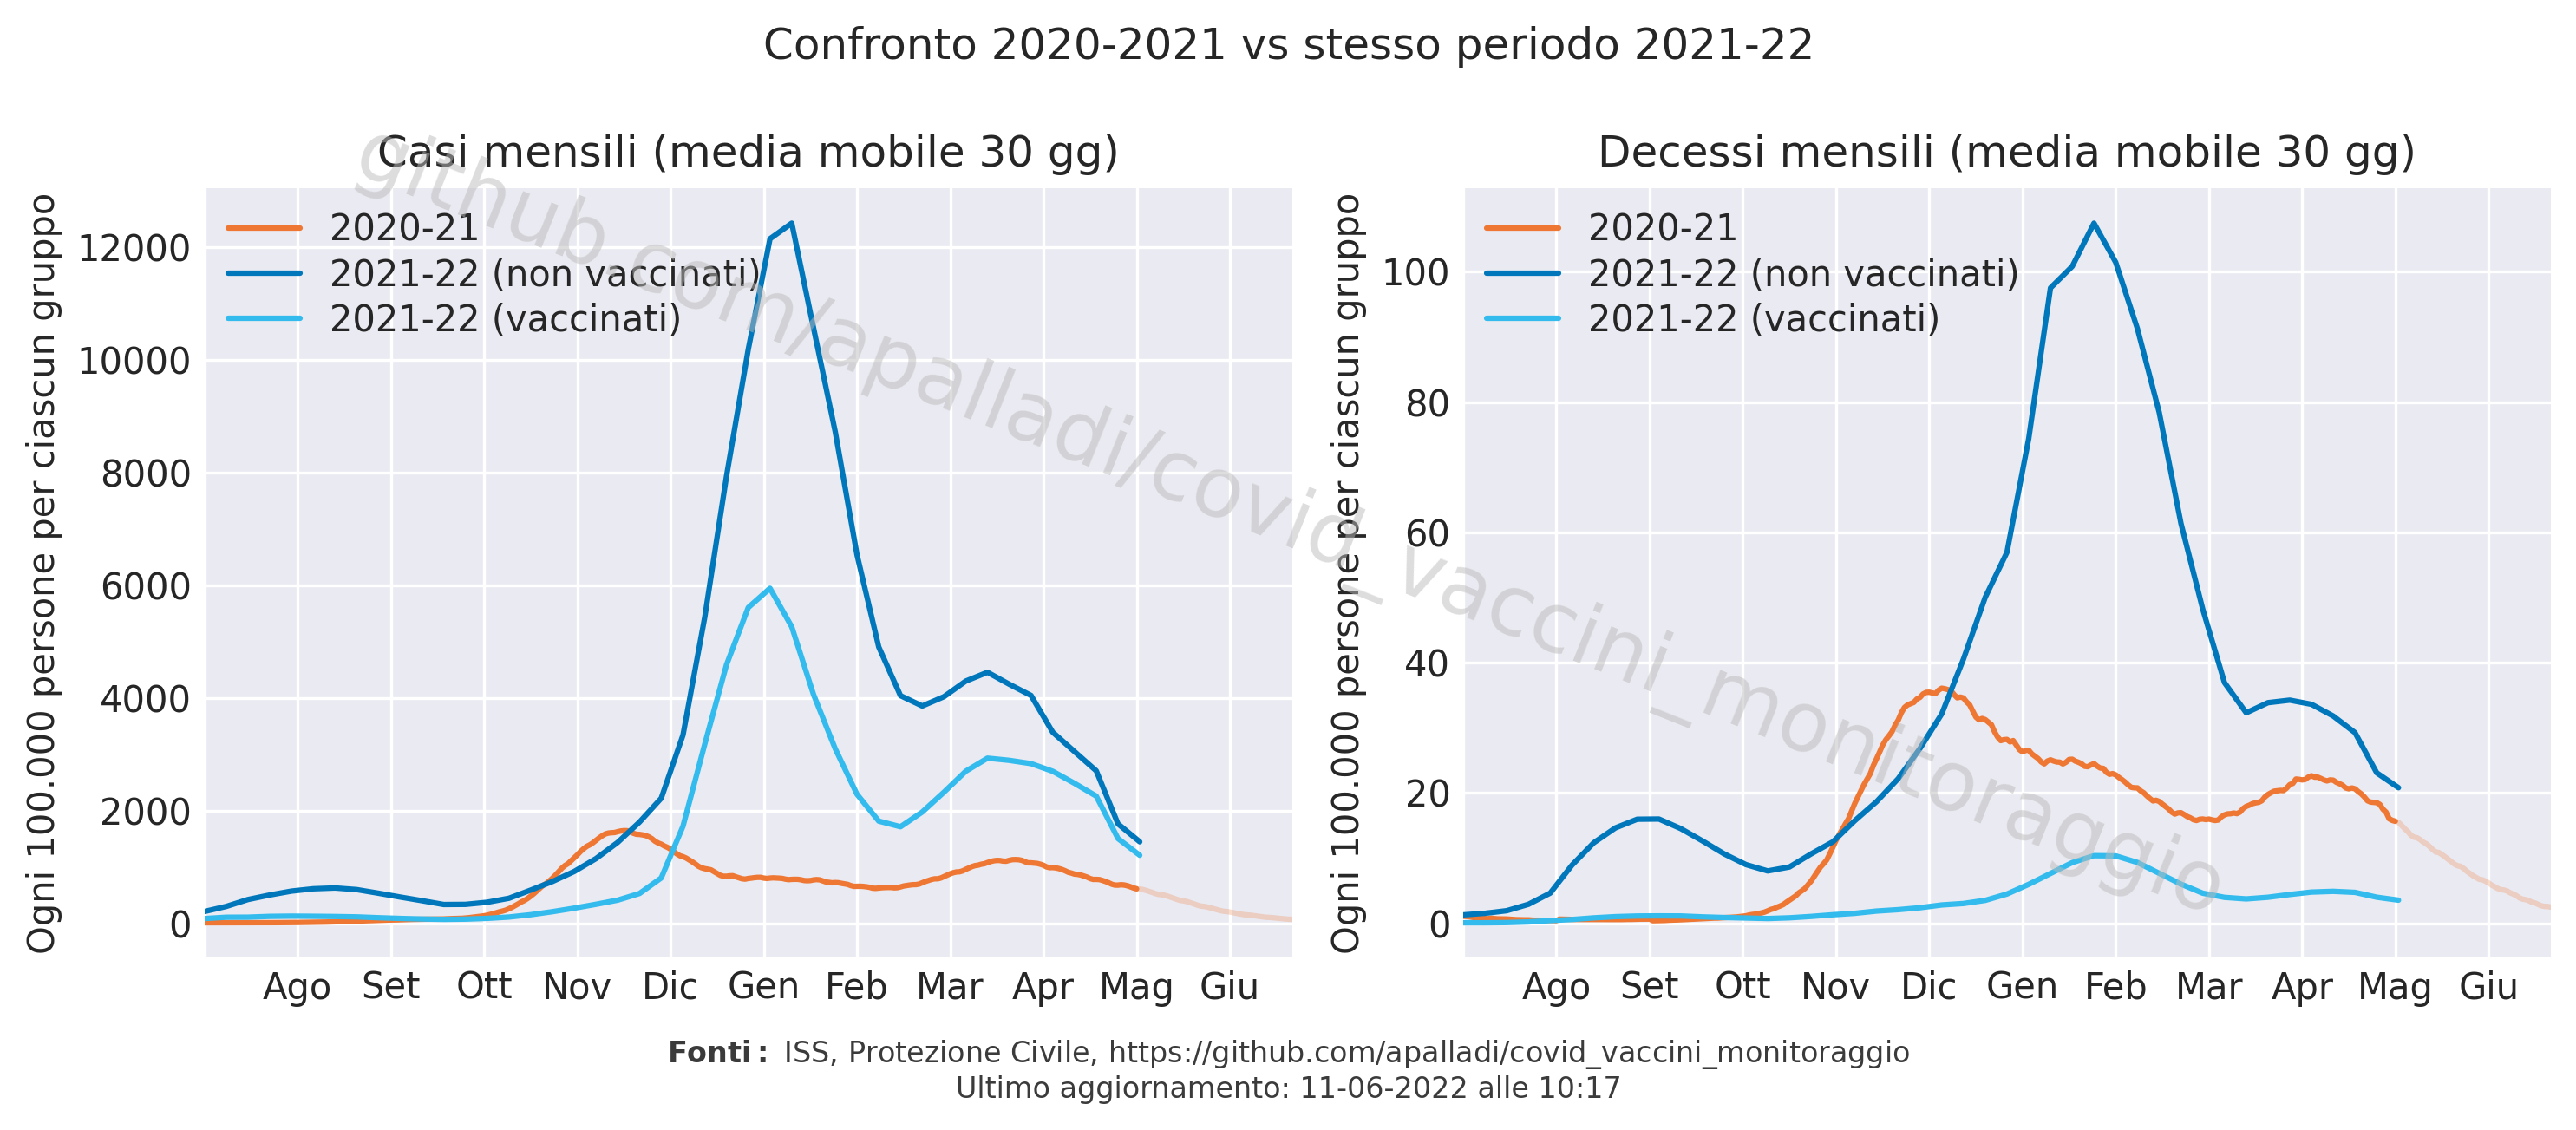 Confronto 2020-2021 vs stesso periodo 2021-22
Casi mensili (media mobile 30 gg)
Ogni 100.000 persone per ciascun gruppo
12000
10000
8000
6000
4000
2000
0
2020-21
2021-22 (non vaccinati)
2021-22 (vaccinati)
Ago Set Ott Nov Dic Gen Feb Mar Apr Mag Giu
Decessi mensili (media mobile 30 gg)
Ogni 100.000 persone per ciascun gruppo
100
80
60
40
20
0
2020-21
2021-22 (non vaccinati)
2021-22 (vaccinati)
Ago Set Ott Nov Dic Gen Feb Mar Apr Mag Giu
github.com/apalladi/covid_vaccini_monitoraggio
Fonti: ISS, Protezione Civile, https://github.com/apalladi/covid_vaccini_monitoraggio
Ultimo aggiornamento: 11-06-2022 alle 10:17